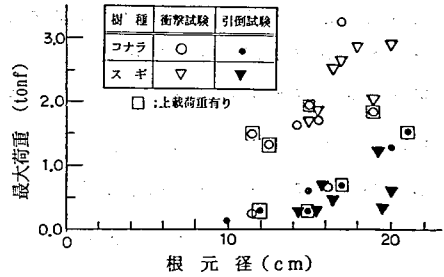 3.0
2.0
1.0
0
最大荷重 (tonf)
樹 種 衝撃試験 引倒試験
コナラ ○ ●
スギ ▽ ▼
□:上載荷重有り
0 10 20
根元径(cm)